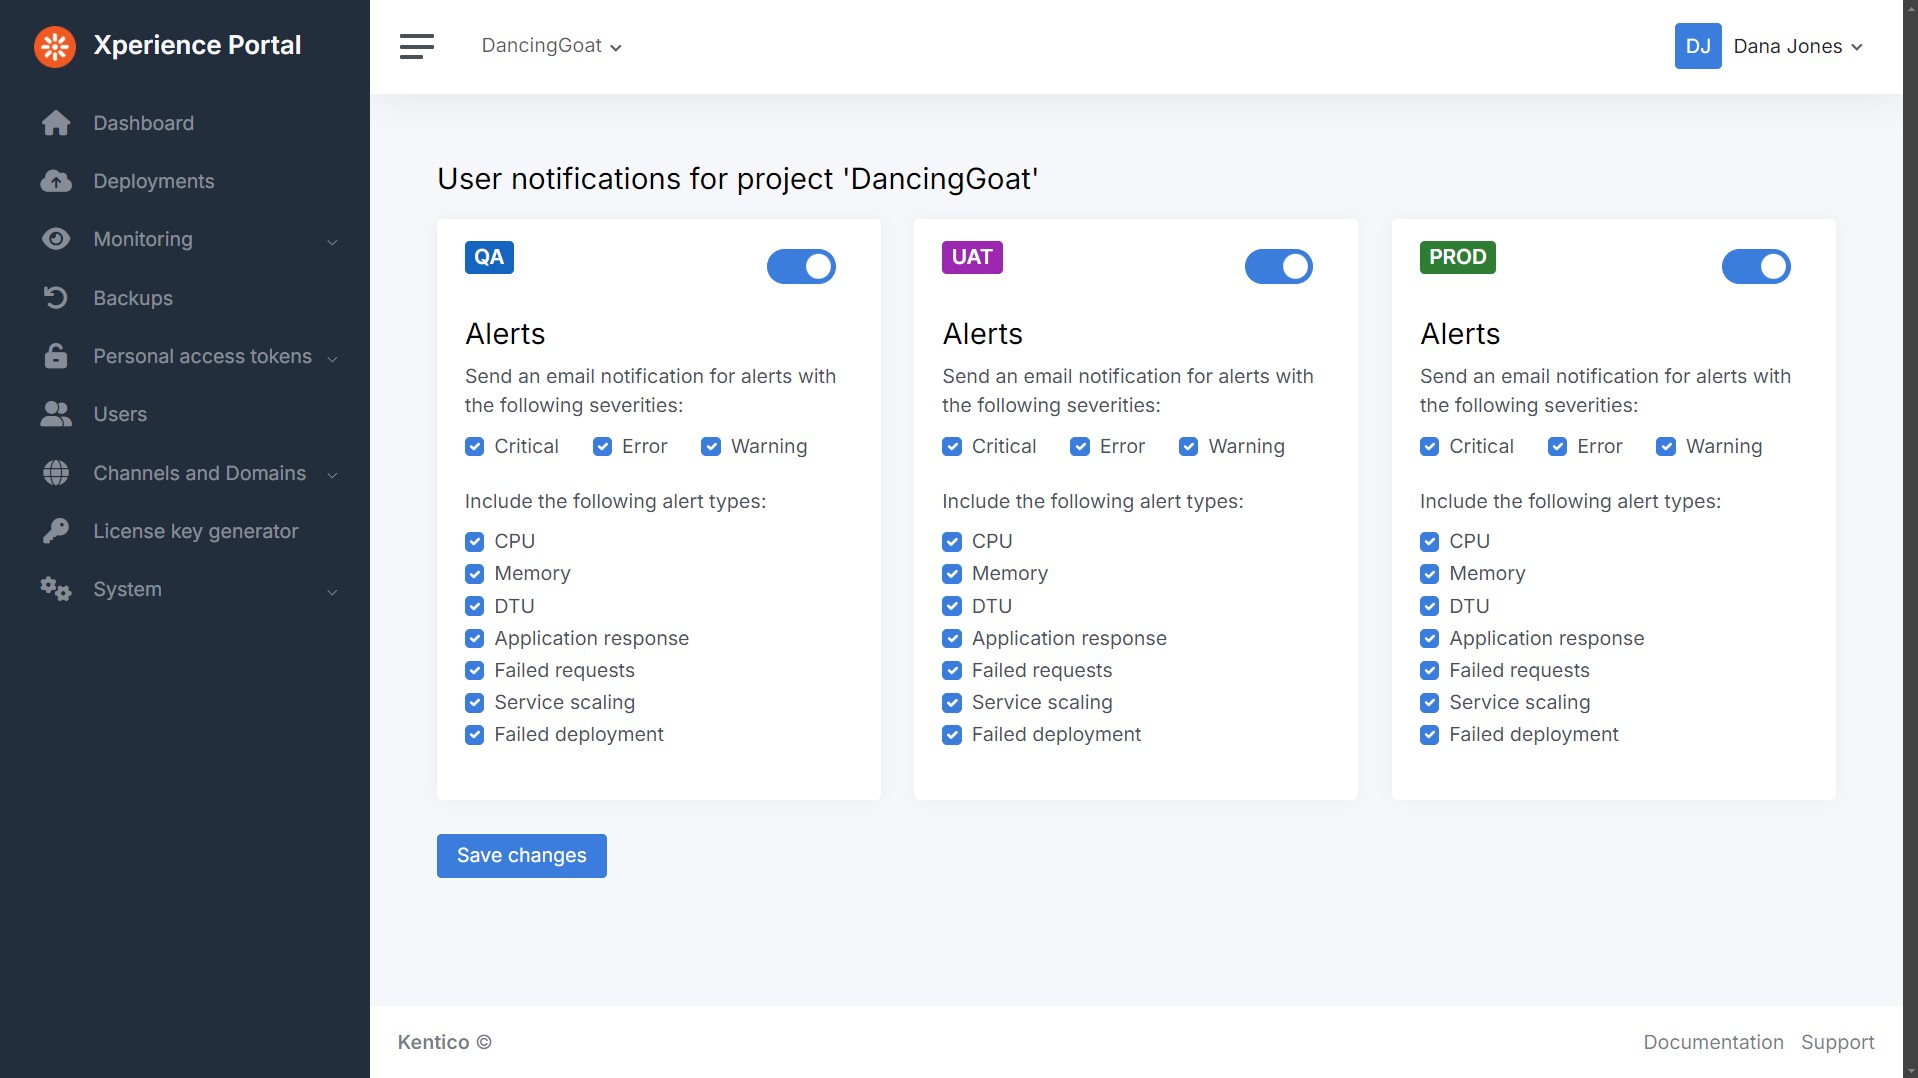 Xperience Portal
Dashboard
Deployments
Monitoring
Backups
Personal access tokens
Users
Channels and Domains
License key generator
System
DancingGoat
DJ Dana Jones
User notifications for project 'DancingGoat'
QA
Alerts
Send an email notification for alerts with
the following severities:
Critical Error Warning
Include the following alert types:
CPU
Memory
DTU
Application response
Failed requests
Service scaling
Failed deployment
UAT
Alerts
Send an email notification for alerts with
the following severities:
Critical Error Warning
Include the following alert types:
CPU
Memory
DTU
Application response
Failed requests
Service scaling
Failed deployment
PROD
Alerts
Send an email notification for alerts with
the following severities:
Critical Error Warning
Include the following alert types:
CPU
Memory
DTU
Application response
Failed requests
Service scaling
Failed deployment
Save changes
Kentico ©
Documentation Support